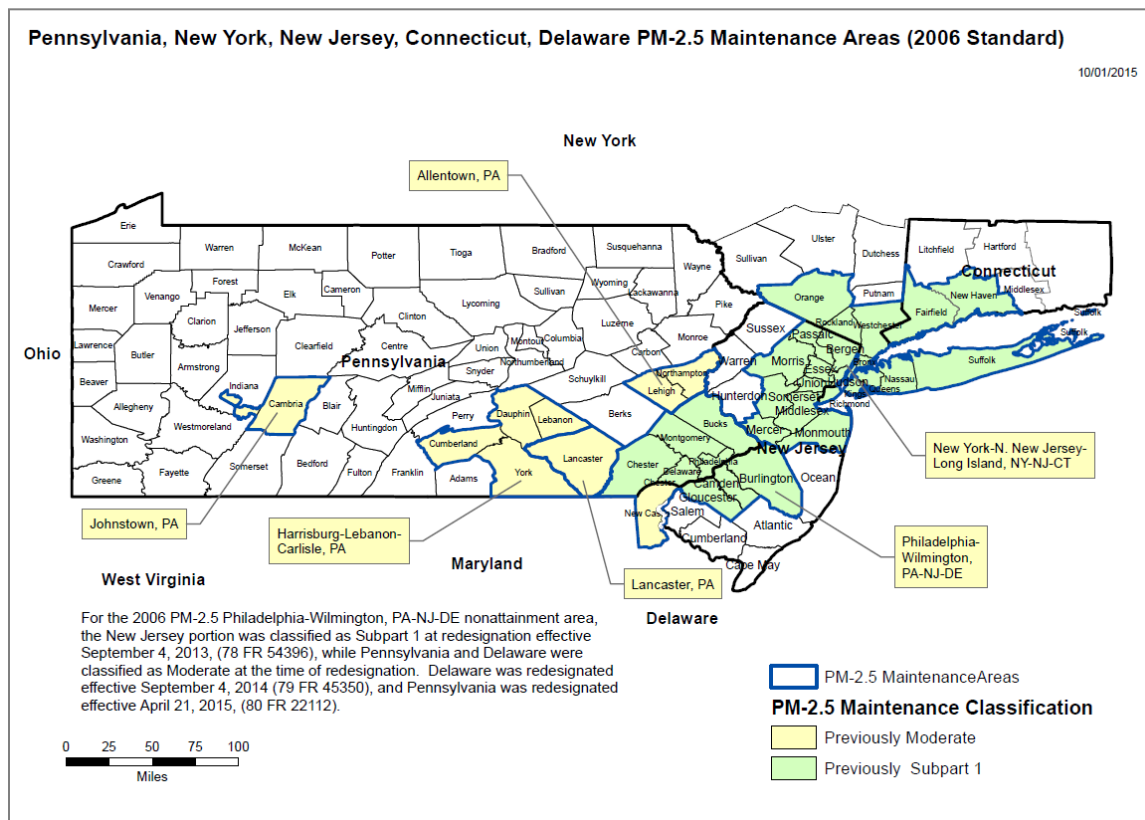 Pennsylvania, New York, New Jersey, Connecticut, Delaware PM-2.5 Maintenance Areas (2006 Standard)
10/01/2015
New York
Allentown, PA
Erie
Warren
McKean
Potter
Tioga
Bradford
Susquehanna
Wayne
Sullivan
Ulster
Dutchess
Litchfield
Hartford
Connecticut
Crawford
Forest
Elk
Cameron
Wyoming
Lackawanna
Sullivan
Pike
Orange
Putnam
New Haven
Middlesex
Mercer
Venango
Clarion
Jefferson
Clinton
Lycoming
Luzerne
Monroe
Sussex
Rockland
Westchester
Fairfield
Suffolk
Suffolk
Passaic
Bergen
Ohio
Lawrence
Butler
Armstrong
Clearfield
Centre
Pennsylvania
Union
Montour
Columbia
Northumberland
Snyder
Carbon
Northampton
Warren
Morris
Essex
Bronx
Suffolk
Beaver
Indiana
Cambria
Blair
Mifflin
Juniata
Schuylkill
Lehigh
Hunterdon
Union
Hudson
Nassau
Queens
Kings
Richmond
Somerset
Middlesex
Allegheny
Westmoreland
Huntingdon
Perry
Dauphin
Lebanon
Berks
Bucks
Mercer
Monmouth
New Jersey
Washington
Cumberland
Montgomery
Philadelphia
Greene
Fayette
Somerset
Bedford
Fulton
Franklin
Adams
York
Lancaster
Chester
Delaware
Chester
Camden
Burlington
Ocean
Gloucester
New Cas
Salem
Atlantic
Cumberland
Cape May
New York-N. New Jersey-
Long Island, NY-NJ-CT
Johnstown, PA
Harrisburg-Lebanon-
Carlisle, PA
Lancaster, PA
Philadelphia-
Wilmington,
PA-NJ-DE
West Virginia
Maryland
Delaware
For the 2006 PM-2.5 Philadelphia-Wilmington, PA-NJ-DE nonattainment area,
the New Jersey portion was classified as Subpart 1 at redesignation effective
September 4, 2013, (78 FR 54396), while Pennsylvania and Delaware were
classified as Moderate at the time of redesignation. Delaware was redesignated
effective September 4, 2014 (79 FR 45350), and Pennsylvania was redesignated
effective April 21, 2015, (80 FR 22112).
PM-2.5 MaintenanceAreas
PM-2.5 Maintenance Classification
Previously Moderate
Previously Subpart 1
0 25 50 75 100
Miles